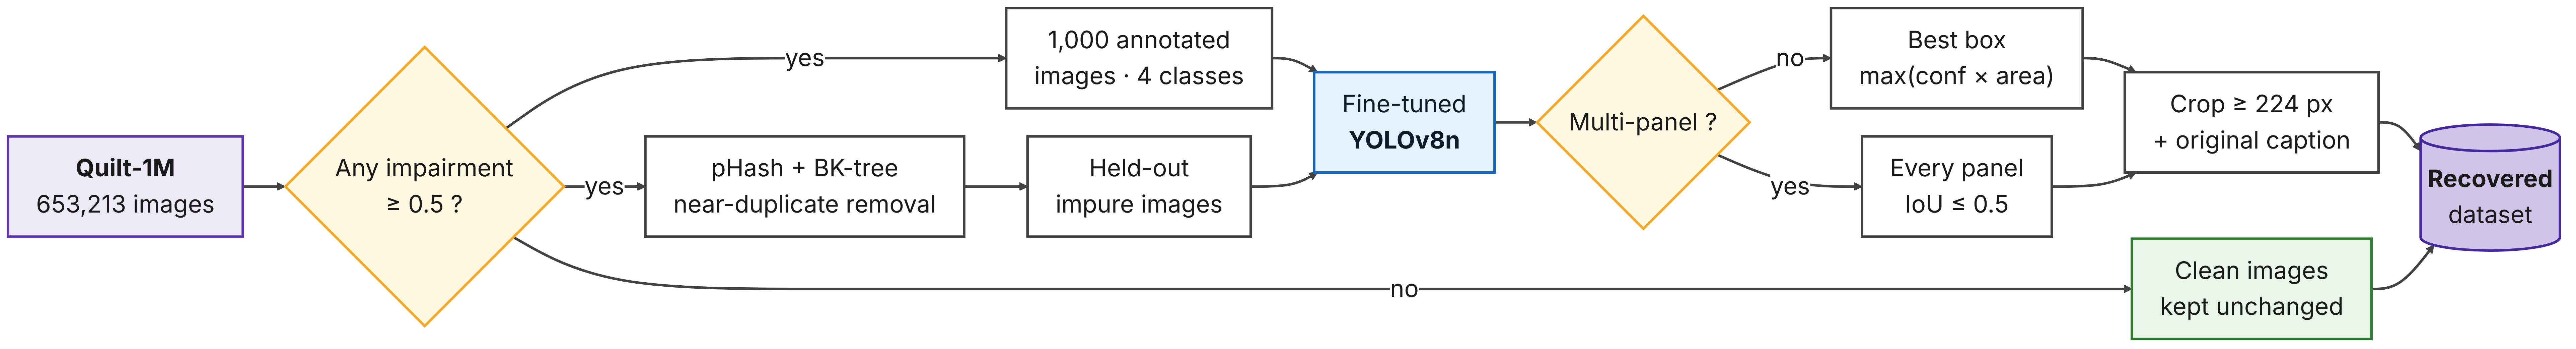 Quilt-1M
653,213 images
Any impairment
≥ 0.5 ?
yes
1,000 annotated
images · 4 classes
yes
pHash + BK-tree
near-duplicate removal
Held-out
impure images
Fine-tuned
YOLOv8n
Multi-panel ?
no
Best box
max(conf × area)
yes
Every panel
IoU ≤ 0.5
Crop ≥ 224 px
+ original caption
no
Clean images
kept unchanged
Recovered
dataset